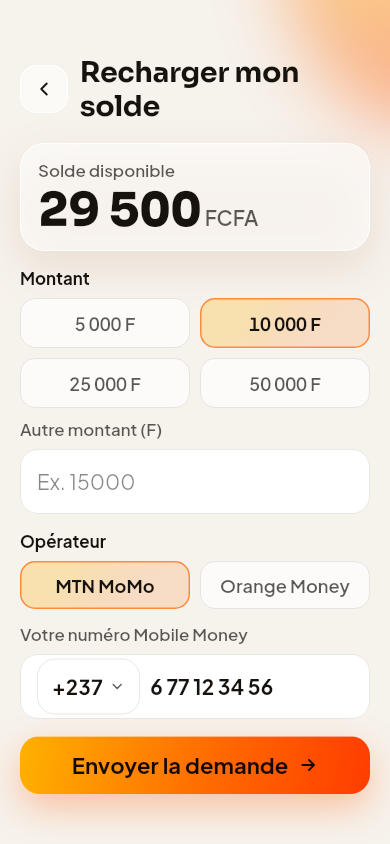 Recharger mon
solde
Solde disponible
29 500 FCFA
Montant
5 000 F
10 000 F
25 000 F
50 000 F
Autre montant (F)
Ex. 15000
Opérateur
MTN MoMo
Orange Money
Votre numéro Mobile Money
+237 6 77 12 34 56
Envoyer la demande →